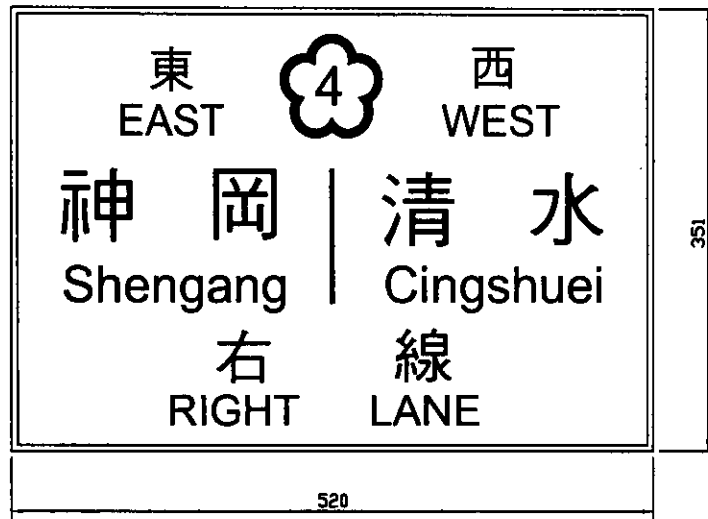 東 4 西
EAST WEST
神岡 清水
Shengang Cingshuei
右線
RIGHT LANE
351
520